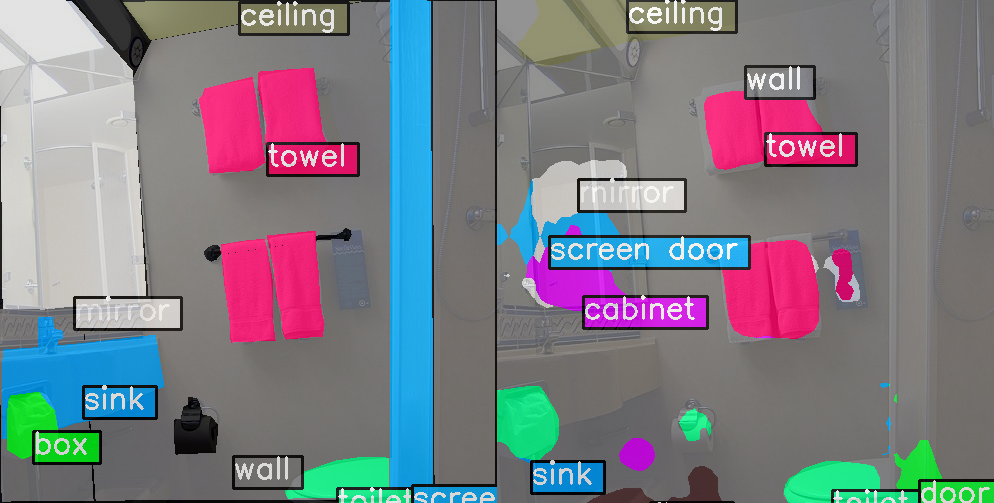 ceiling
towel
mirror
sink
box
wall
toilet
scree
ceiling
wall
towel
mirror
screen door
cabinet
sink
toilet
door